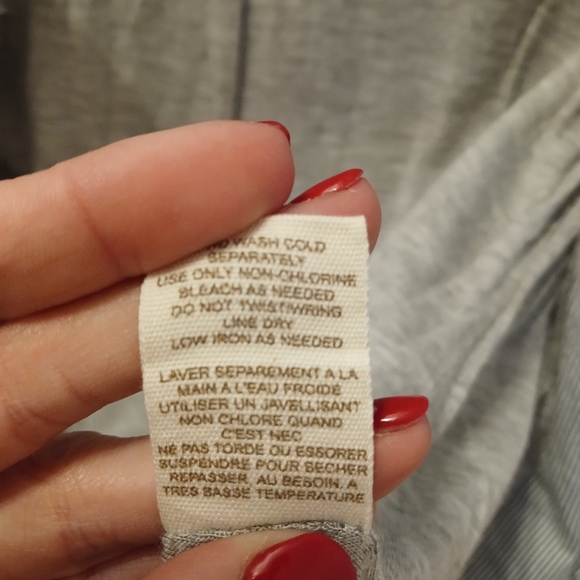 WASH COLD
SEPARATELY
USE ONLY NON-CHLORINE
BLEACH AS NEEDED
DO NOT TWIST/WRING
LINE DRY
LOW IRON AS NEEDED
LAVER SEPAREMENT A LA
MAIN A L'EAU FROIDE
UTILISER UN JAVELLISANT
NON CHLORE QUAND
C'EST NEC
NE PAS TORDE OU ESSORER
SUSPENDRE POUR SECHER
REPASSER, AU BESOIN, A
TRES BASSE TEMPERATURE